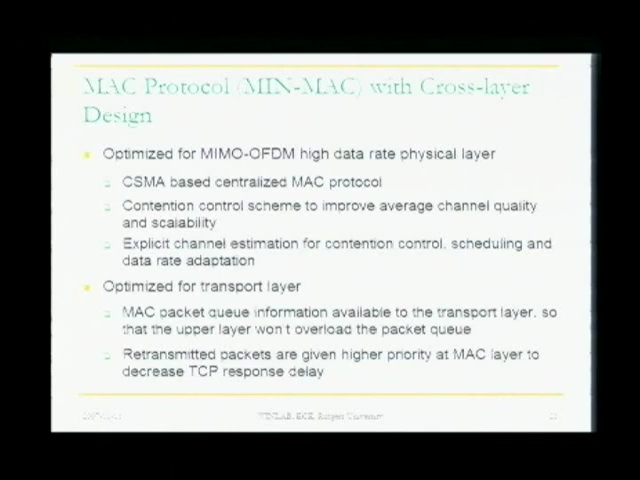 MAC Protocol (MIN-MAC) with Cross-layer
Design
Optimized for MIMO-OFDM high data rate physical layer
CSMA based centralized MAC protocol
Contention control scheme to improve average channel quality
and scalability
Explicit channel estimation for contention control, scheduling and
data rate adaptation
Optimized for transport layer
MAC packet queue information available to the transport layer, so
that the upper layer won't overload the packet queue
Retransmitted packets are given higher priority at MAC layer to
decrease TCP response delay
WINLAB, ECE, Rutgers University